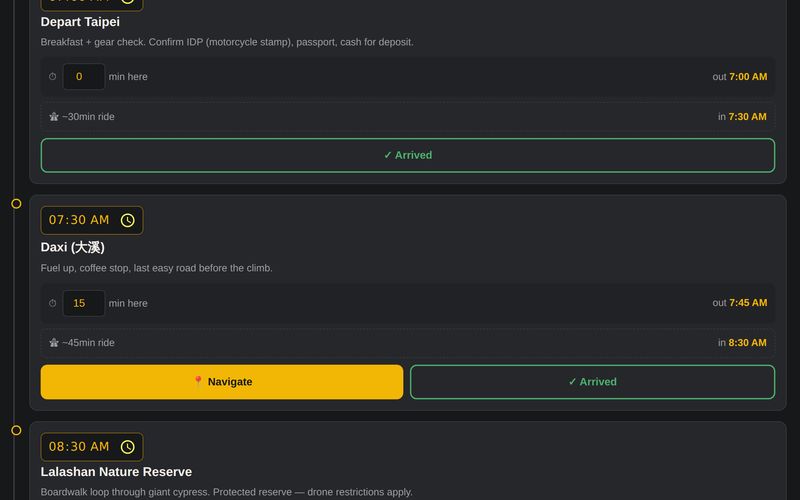 Depart Taipei
Breakfast + gear check. Confirm IDP (motorcycle stamp), passport, cash for deposit.
⏱ 0 min here out 7:00 AM
🛣 ~30min ride in 7:30 AM
✓ Arrived
07:30 AM
Daxi (大溪)
Fuel up, coffee stop, last easy road before the climb.
⏱ 15 min here out 7:45 AM
🛣 ~45min ride in 8:30 AM
📍 Navigate ✓ Arrived
08:30 AM
Lalashan Nature Reserve
Boardwalk loop through giant cypress. Protected reserve — drone restrictions apply.